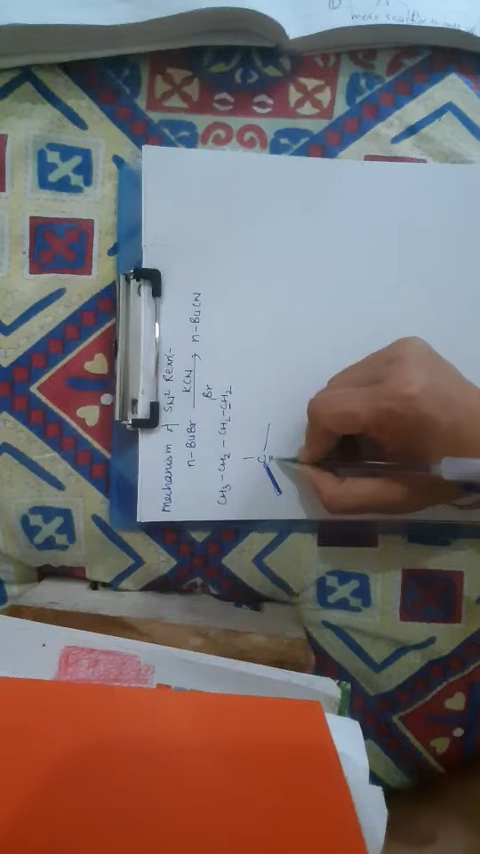 Mechanism of SN² Rexn-
n-BuBr KCN → n-BuCN
Br
CH3-CH2-CH2-CH2
C